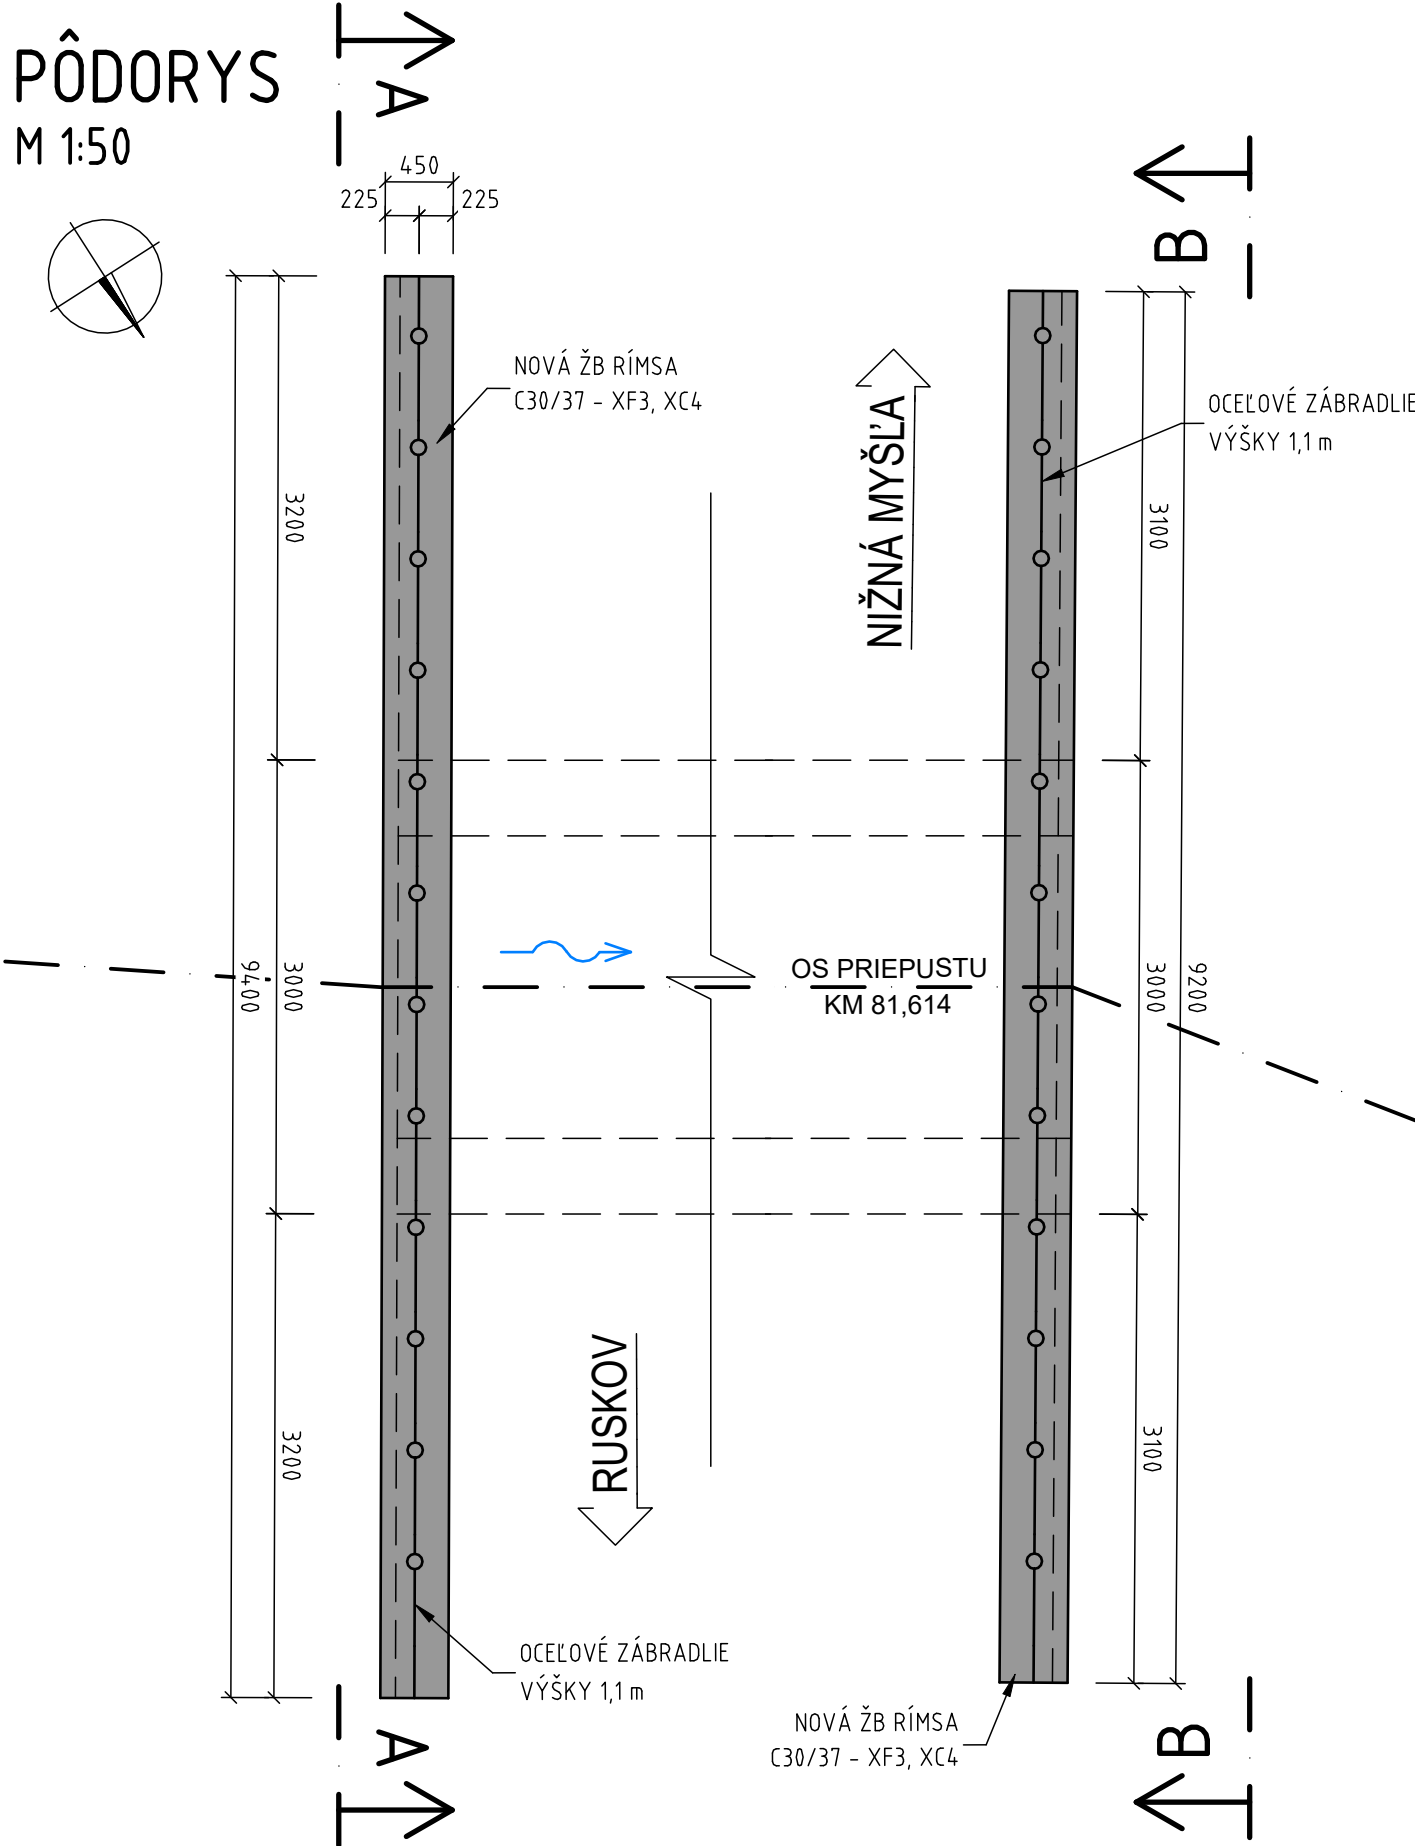 PÔDORYS
M 1:50
A
B
450
225
225
NOVÁ ŽB RÍMSA
C30/37 - XF3, XC4
NIŽNÁ MYŠĽA
OCEĽOVÉ ZÁBRADLIE
VÝŠKY 1,1 m
3200
3100
OS PRIEPUSTU
KM 81,614
9400
3000
3000
9200
RUSKOV
3200
3100
OCEĽOVÉ ZÁBRADLIE
VÝŠKY 1,1 m
NOVÁ ŽB RÍMSA
C30/37 - XF3, XC4
A
B